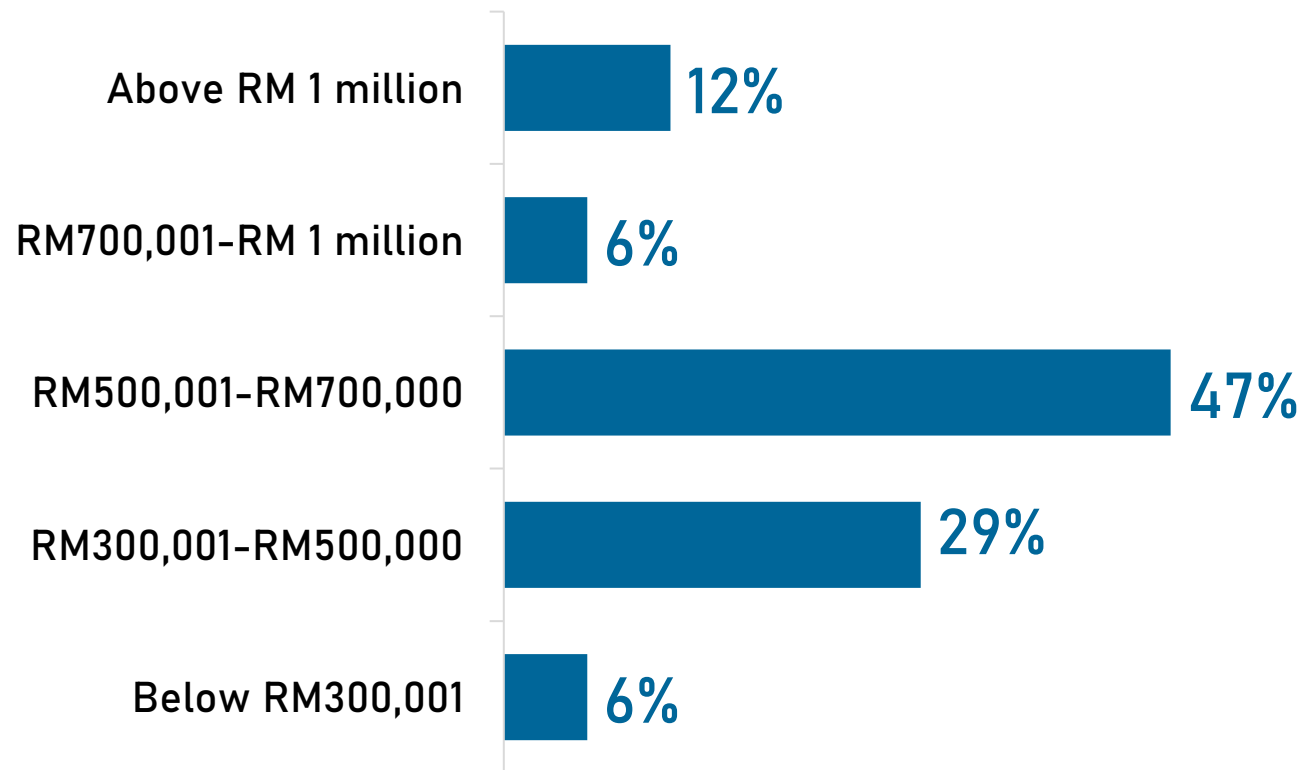 Above RM 1 million 12%
RM700,001-RM 1 million 6%
RM500,001-RM700,000 47%
RM300,001-RM500,000 29%
Below RM300,001 6%